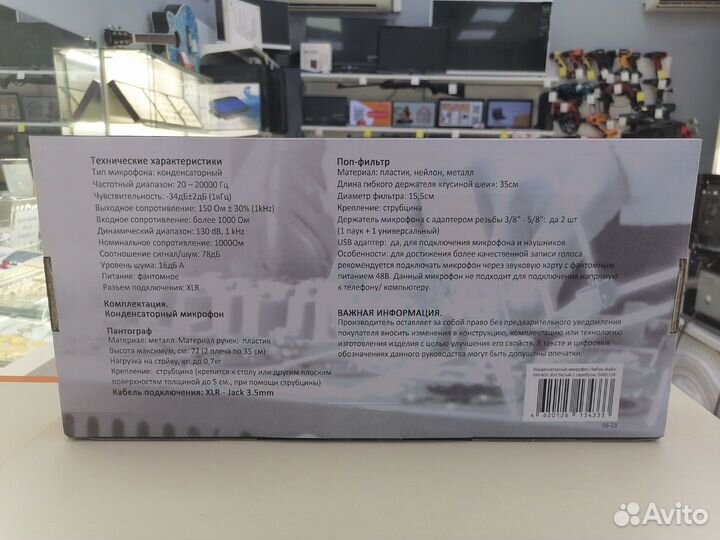 Технические характеристики
Тип микрофона: конденсаторный
Частотный диапазон: 20 – 20000 Гц
Чувствительность: -34дБ±2дБ (1кГц)
Выходное сопротивление: 150 Ом ± 30% (1kHz)
Входное сопротивление: более 1000 Ом
Динамический диапазон: 130 dB, 1 kHz
Номинальное сопротивление: 1000Ом
Соотношение сигнал/шум: 78дБ
Уровень шума: 16дБ А
Питание: фантомное
Разъем подключения: XLR
Комплектация.
Конденсаторный микрофон
Пантограф
Материал: металл Материал ручек: пластик
Высота максимум, см: 72 (2 плена по 35 см)
Нагрузка на стойку, кг: до 0,7кг
Крепление: струбцина (крепится к столу или другим плоским
поверхностям толщиной до 5 см., при помощи струбцины)
Кабель подключения: XLR - Jack 3.5mm
Поп-фильтр
Материал: пластик, нейлон, металл
Длина гибкого держателя «гусиной шеи»: 35см
Диаметр фильтра: 15,5см
Крепление: струбцина
Держатель микрофона с адаптером резьбы 3/8" - 5/8": да 2 шт
(1 паук + 1 универсальный)
USB адаптер: да, для подключения микрофона и наушников
Особенности: для достижения более качественной записи голоса
рекомендуется подключать микрофон через звуковую карту с фантомным
питанием 48В. Данный микрофон не подходит для подключения напрямую
к телефону/ компьютеру.
ВАЖНАЯ ИНФОРМАЦИЯ.
Производитель оставляет за собой право без предварительного уведомления
покупателя вносить изменения в конструкцию, комплектацию или технологию
изготовления изделия с целью улучшения его свойств. В тексте и цифровых
обозначениях данного руководства могут быть допущены опечатки.
Конденсаторный микрофон Набор studio
белый с серебром
4 620126 134333
06-23
Avito